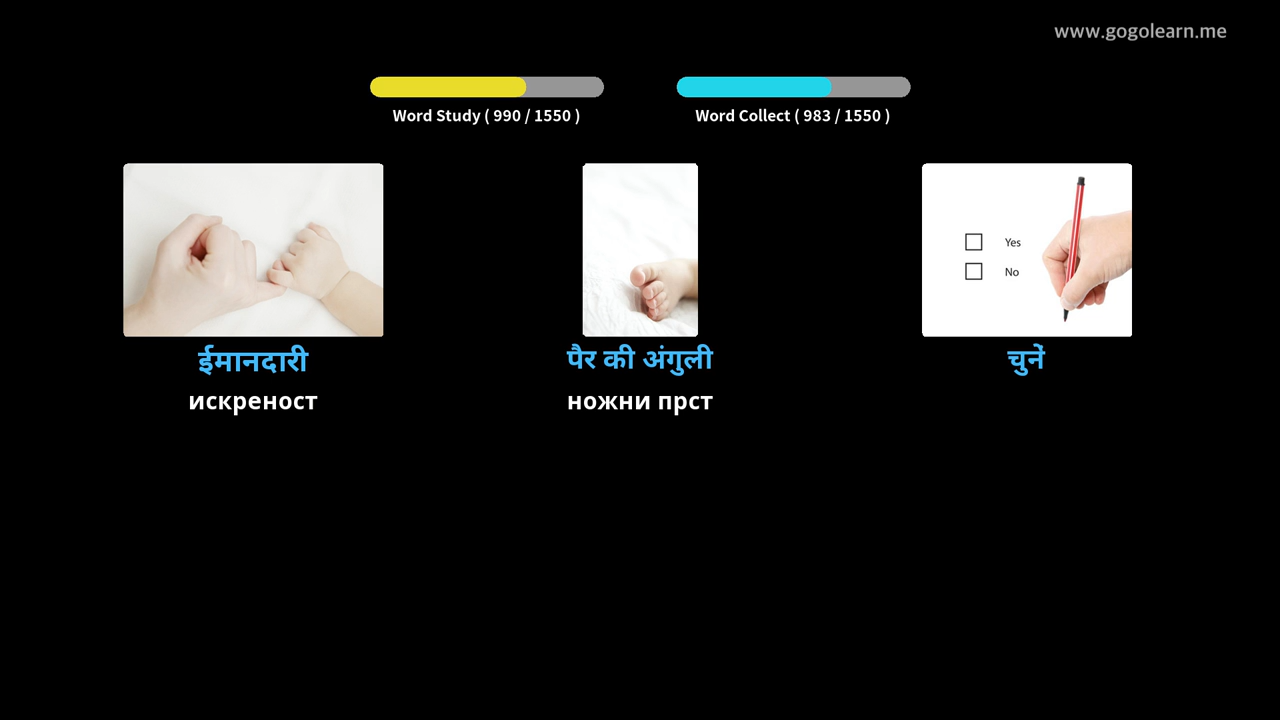 www.gogolearn.me
Word Study ( 990 / 1550 )
Word Collect ( 983 / 1550 )
Yes
No
ईमानदारी
पैर की अंगुली
चुनें
искреност
ножни прст